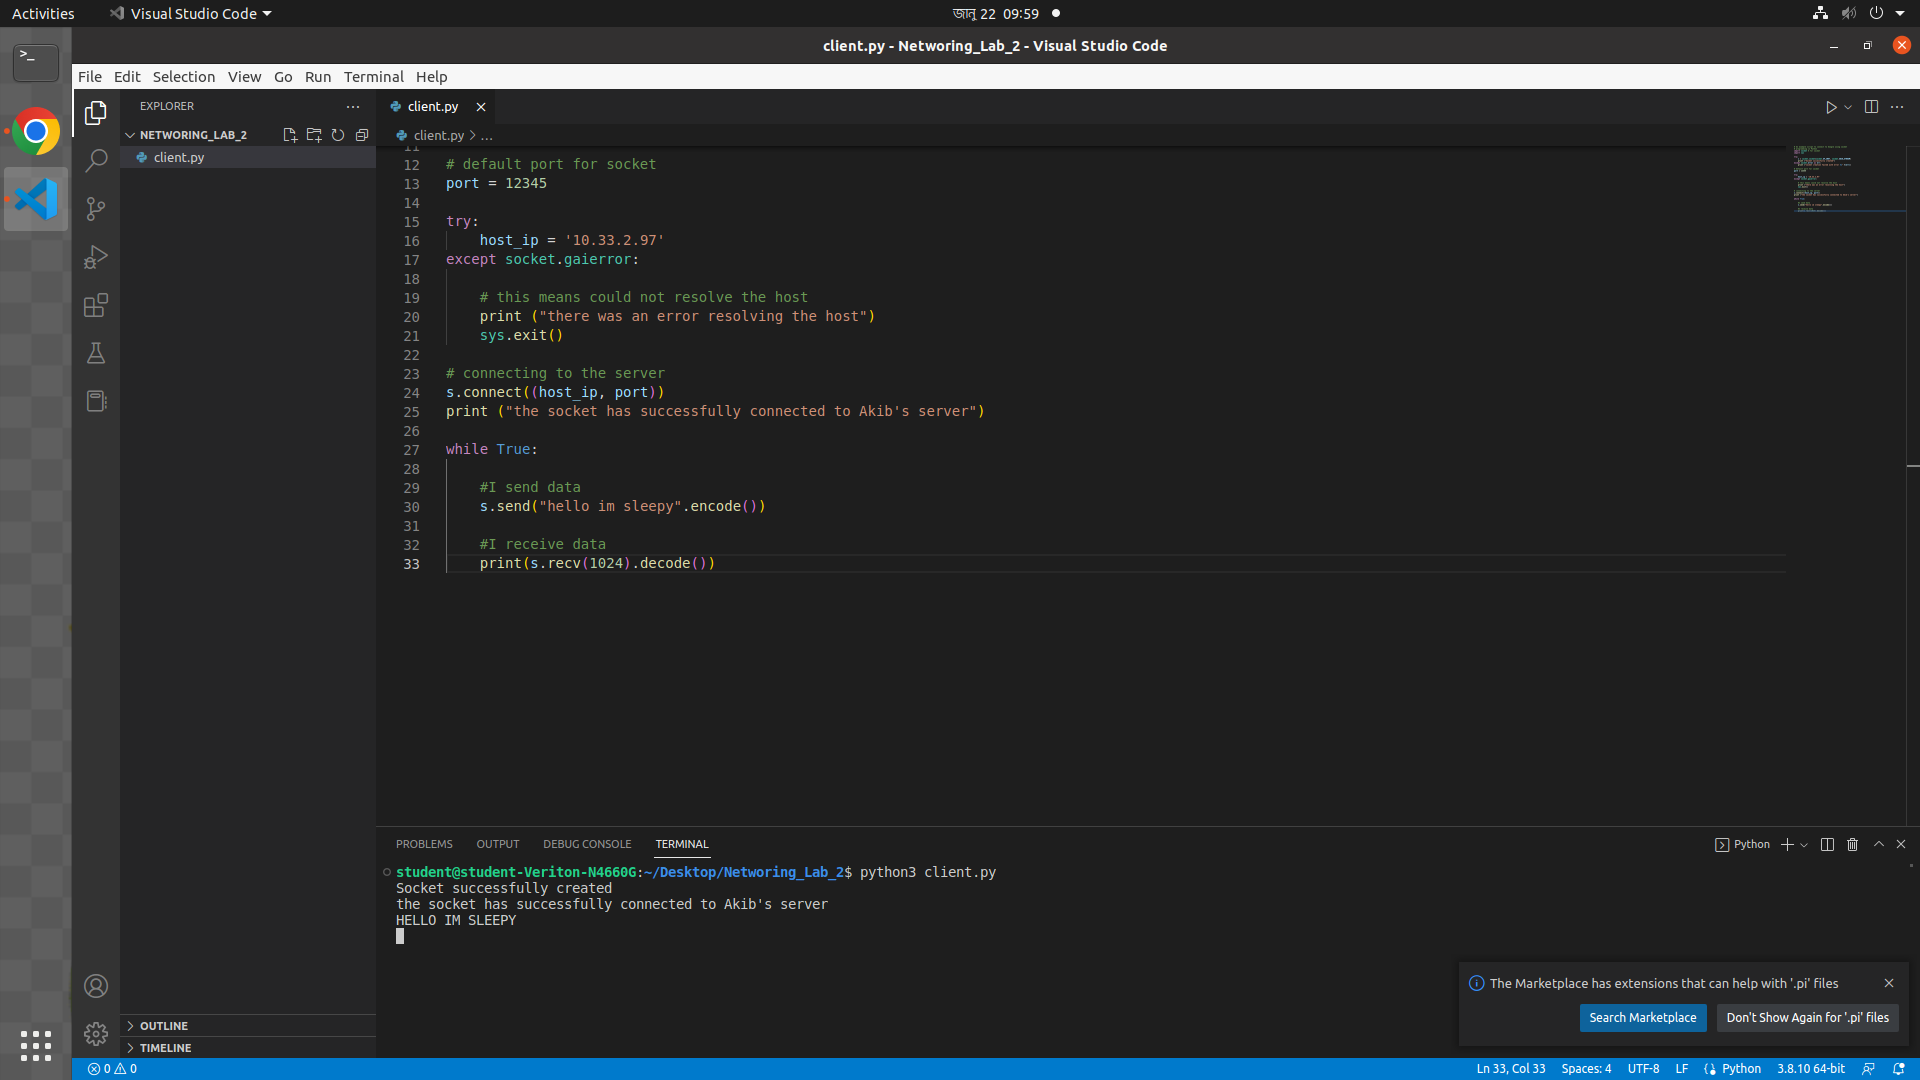 Activities Visual Studio Code জানু 22 09:59
client.py - Networing_Lab_2 - Visual Studio Code
File Edit Selection View Go Run Terminal Help
EXPLORER
NETWORING_LAB_2
client.py
OUTLINE
TIMELINE
client.py
client.py > ...
11
12 # default port for socket
13 port = 12345
14
15 try:
16 host_ip = '10.33.2.97'
17 except socket.gaierror:
18
19 # this means could not resolve the host
20 print ("there was an error resolving the host")
21 sys.exit()
22
23 # connecting to the server
24 s.connect((host_ip, port))
25 print ("the socket has successfully connected to Akib's server")
26
27 while True:
28
29 #I send data
30 s.send("hello im sleepy".encode())
31
32 #I receive data
33 print(s.recv(1024).decode())
PROBLEMS OUTPUT DEBUG CONSOLE TERMINAL Python
student@student-Veriton-N4660G:~/Desktop/Networing_Lab_2$ python3 client.py
Socket successfully created
the socket has successfully connected to Akib's server
HELLO IM SLEEPY
The Marketplace has extensions that can help with '.pi' files
Search Marketplace Don't Show Again for '.pi' files
0 0 Ln 33, Col 33 Spaces: 4 UTF-8 LF Python 3.8.10 64-bit